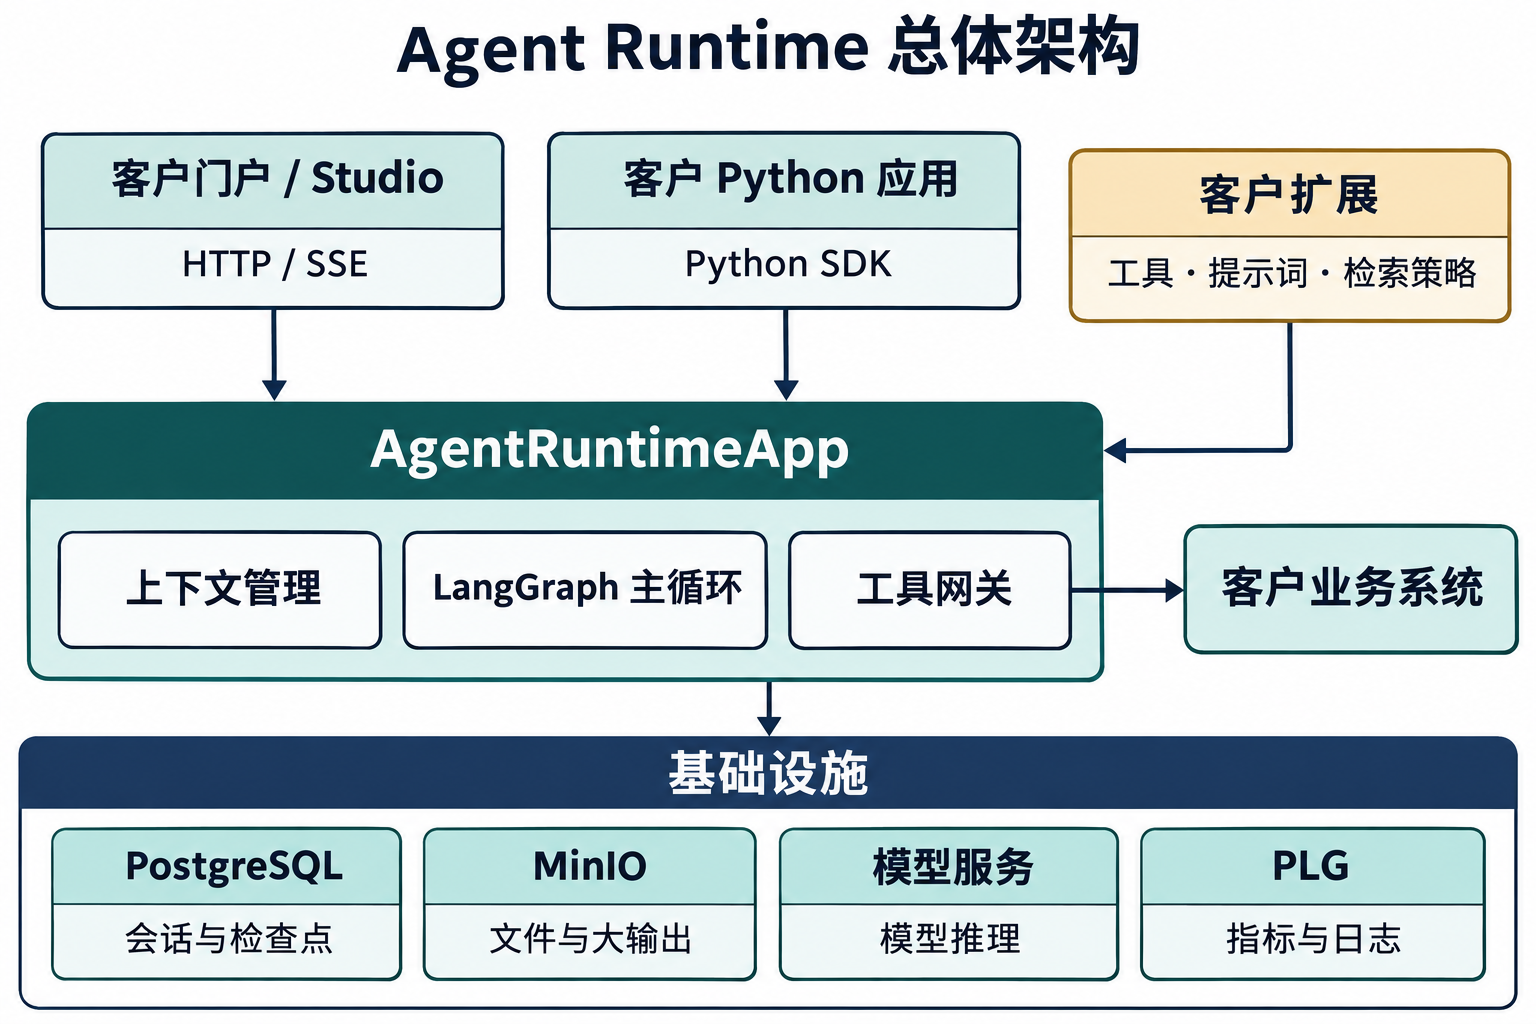 Agent Runtime 总体架构
客户门户 / Studio
HTTP / SSE
客户 Python 应用
Python SDK
客户扩展
工具·提示词·检索策略
AgentRuntimeApp
上下文管理
LangGraph 主循环
工具网关
客户业务系统
基础设施
PostgreSQL
会话与检查点
MinIO
文件与大输出
模型服务
模型推理
PLG
指标与日志